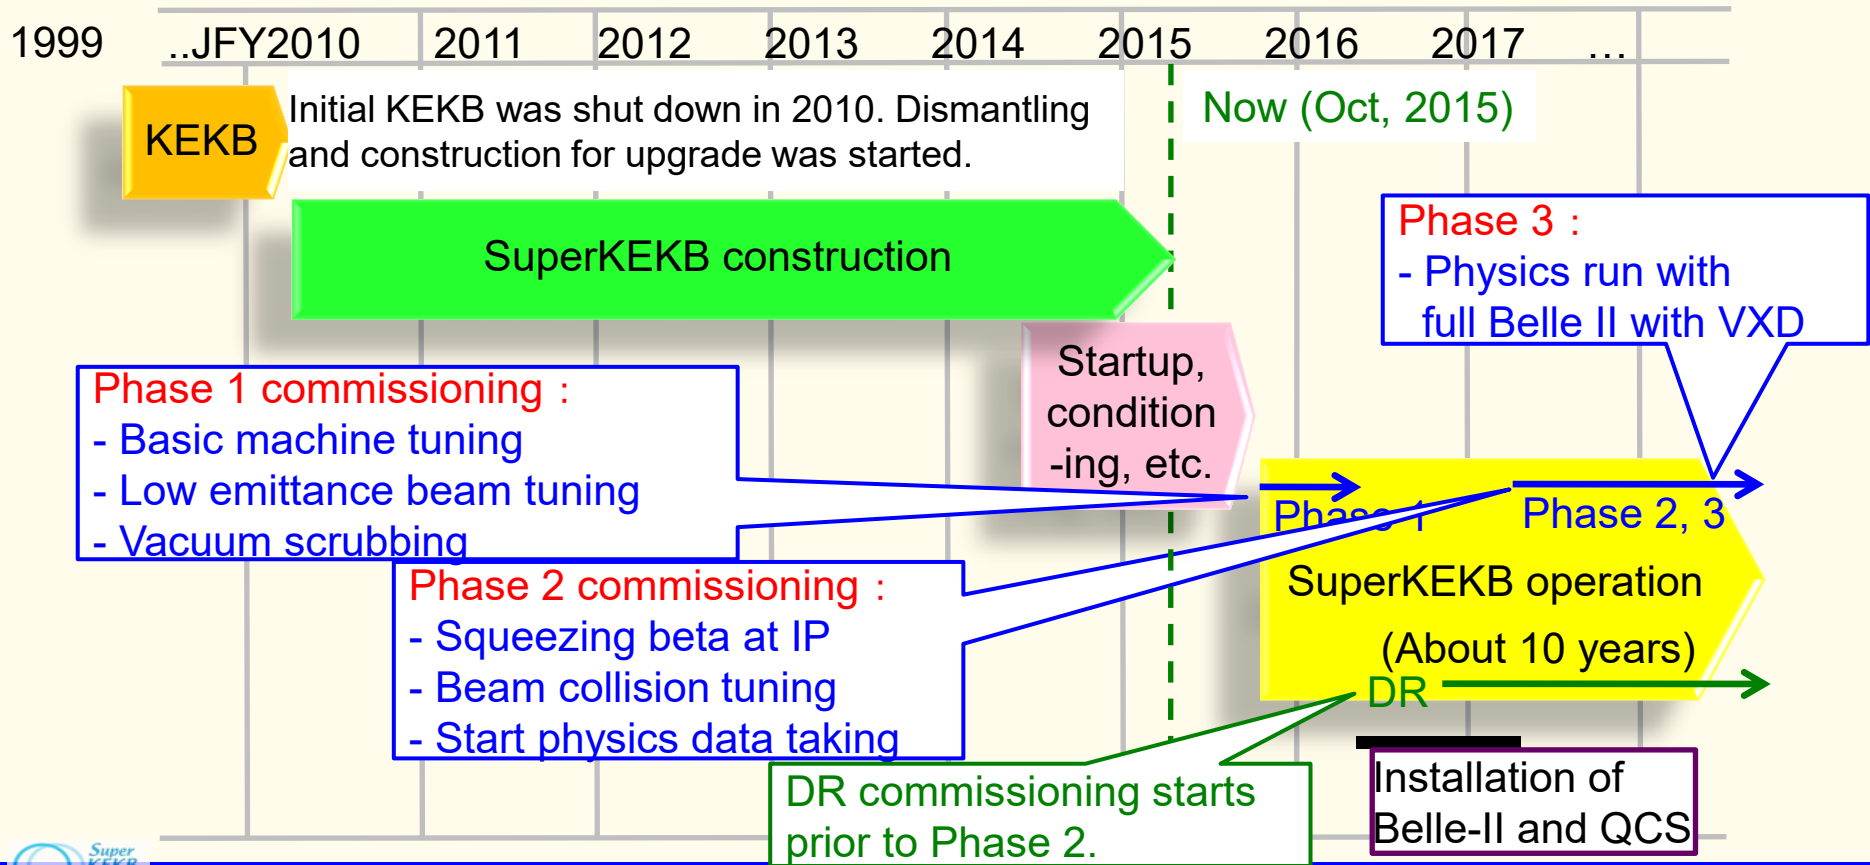 1999 ..JFY2010 2011 2012 2013 2014 2015 2016 2017 ...
KEKB
Initial KEKB was shut down in 2010. Dismantling
and construction for upgrade was started.
Now (Oct, 2015)
SuperKEKB construction
Phase 3 :
- Physics run with
full Belle II with VXD
Startup,
condition
-ing, etc.
Phase 1 commissioning :
- Basic machine tuning
- Low emittance beam tuning
- Vacuum scrubbing
Phase 1
Phase 2, 3
Phase 2 commissioning :
- Squeezing beta at IP
- Beam collision tuning
- Start physics data taking
SuperKEKB operation
(About 10 years)
DR
DR commissioning starts
prior to Phase 2.
Installation of
Belle-II and QCS
Super
KEKB